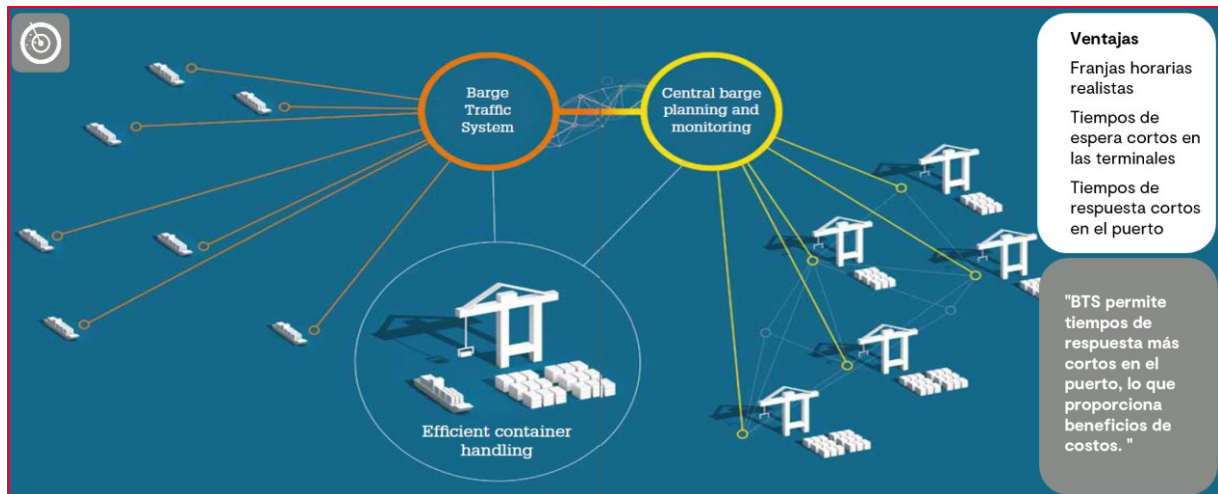 Barge
Traffic
System
Central barge
planning and
monitoring
Efficient container
handling
Ventajas
Franjas horarias
realistas
Tiempos de
espera cortos en
las terminales
Tiempos de
respuesta cortos
en el puerto
"BTS permite
tiempos de
respuesta más
cortos en el
puerto, lo que
proporciona
beneficios de
costos. "